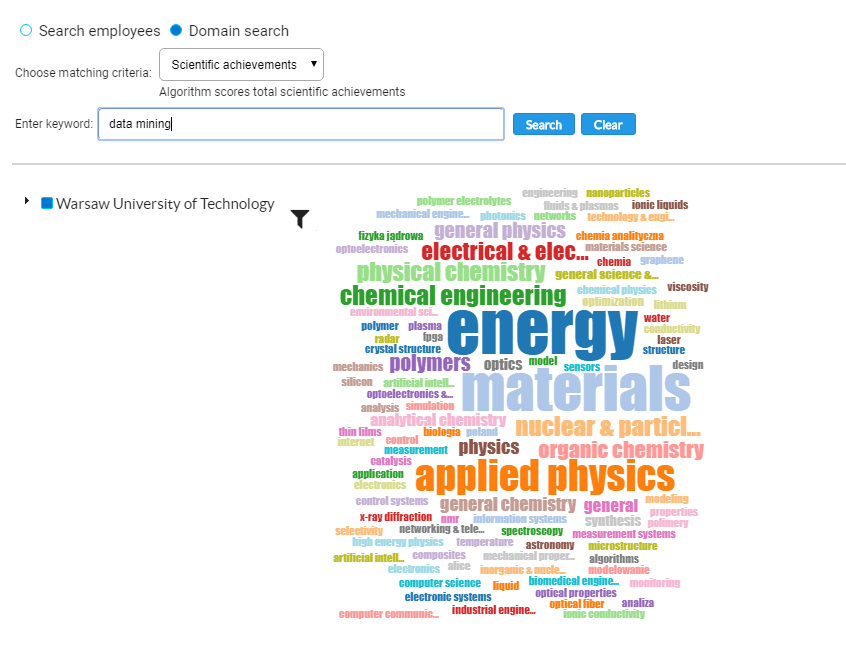 Search employees Domain search
Choose matching criteria: Scientific achievements
Algorithm scores total scientific achievements
Enter keyword: data mining Search Clear
Warsaw University of Technology
engineering nanoparticles
polymer electrolytes fluids & plasmas ionic liquids
mechanical engine... photonics networks technology & engi...
fizyka jądrowa general physics chemia analityczna
optoelectronics electrical & elec... materials science
chemia graphene
physical chemistry general science &...
chemical engineering chemical physics viscosity
optimization lithium
environmental sci... energy water
polymer plasma conductivity
radar fpga laser
crystal structure structure
mechanics polymers optics model sensors design
silicon artificial intell... materials
optoelectronics &...
analysis simulation
analytical chemistry nuclear & particl...
thin films biologia poland
internet control
measurement physics organic chemistry
catalysis
application applied physics
electronics
control systems general chemistry general modeling
properties
x-ray diffraction nmr information systems synthesis polimery
selectivity networking & tele... spectroscopy measurement systems
high energy physics temperature astronomy microstructure
artificial intell... composites mechanical proper... algorithms
electronics alice inorganic & nucle... modelowanie
computer science liquid biomedical engine... monitoring
electronic systems optical properties
optical fiber analiza
computer communic... industrial engine... ionic conductivity